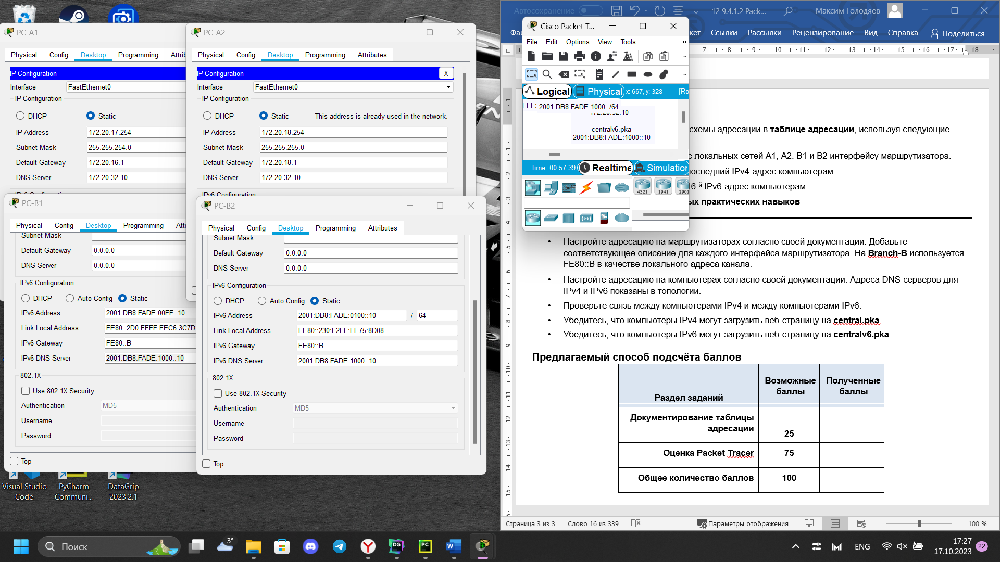 PC-A1
Physical Config Desktop Programming
IP Configuration
Interface FastEthernet0
IP Configuration
DHCP Static
IP Address 172.20.17.254
Subnet Mask 255.255.254.0
Default Gateway 172.20.16.1
DNS Server 172.20.32.10
PC-A2
Physical Config Desktop Programming Attributes
IP Configuration X
Interface FastEthernet0
IP Configuration
DHCP Static This address is already used in the network.
IP Address 172.20.18.254
Subnet Mask 255.255.255.0
Default Gateway 172.20.18.1
DNS Server 172.20.32.10
IPv6 Configuration
PC-B1
Physical Config Desktop Programming
Subnet Mask
Default Gateway 0.0.0.0
DNS Server 0.0.0.0
IPv6 Configuration
DHCP Auto Config Static
IPv6 Address 2001:DB8:FADE:00FF::10
Link Local Address FE80::2D0:FFFF:FEC6:3C7D
IPv6 Gateway FE80::B
IPv6 DNS Server 2001:DB8:FADE:1000::10
802.1X
Use 802.1X Security
Authentication MD5
Username
Password
Top
PC-B2
Physical Config Desktop Programming Attributes
Subnet Mask
Default Gateway 0.0.0.0
DNS Server 0.0.0.0
IPv6 Configuration
DHCP Auto Config Static
IPv6 Address 2001:DB8:FADE:0100::10 / 64
Link Local Address FE80::230:F2FF:FE75:8D08
IPv6 Gateway FE80::B
IPv6 DNS Server 2001:DB8:FADE:1000::10
802.1X
Use 802.1X Security
Authentication MD5
Username
Password
Top
Visual Studio Code
PyCharm Communi...
DataGrip 2023.2.1
Автосохранение 12 9.4.1.2 Pack... Максим Голодяев
Ссылки Рассылки Рецензирование Вид Справка Поделиться
7 8 9 10 11 12 13 14 15 16 17 18
Cisco Packet T...
File Edit Options View Tools »
Logical Physical x: 667, y: 328 [Ro
FFF: 2001:DB8:FADE:1000::/64
172.20.32.10
centralv6.pka
2001:DB8:FADE:1000::10
Time: 00:57:39 Realtime Simulation
4321 1941 2901
схемы адресации в таблице адресации, используя следующие
с локальных сетей A1, A2, B1 и B2 интерфейсу маршрутизатора.
последний IPv4-адрес компьютерам.
6-й IPv6-адрес компьютерам.
ых практических навыков
• Настройте адресацию на маршрутизаторах согласно своей документации. Добавьте
соответствующее описание для каждого интерфейса маршрутизатора. На Branch-B используется
FE80::B в качестве локального адреса канала.
• Настройте адресацию на компьютерах согласно своей документации. Адреса DNS-серверов для
IPv4 и IPv6 показаны в топологии.
• Проверьте связь между компьютерами IPv4 и между компьютерами IPv6.
• Убедитесь, что компьютеры IPv4 могут загрузить веб-страницу на central.pka.
• Убедитесь, что компьютеры IPv6 могут загрузить веб-страницу на centralv6.pka.
Предлагаемый способ подсчёта баллов
Раздел заданий Возможные баллы Полученные баллы
Документирование таблицы адресации 25
Оценка Packet Tracer 75
Общее количество баллов 100
Страница 3 из 3 Слово 16 из 339 Параметры отображения 100 %
Поиск
3°
ENG
17:27
17.10.2023
22